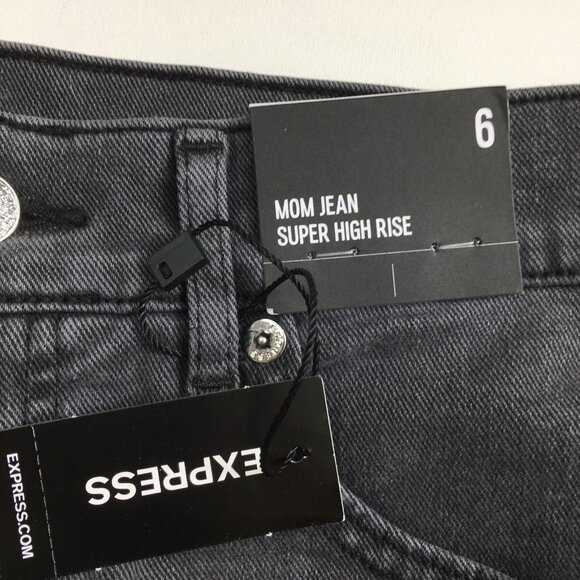 6
MOM JEAN
SUPER HIGH RISE
EXPRESS
EXPRESS.COM